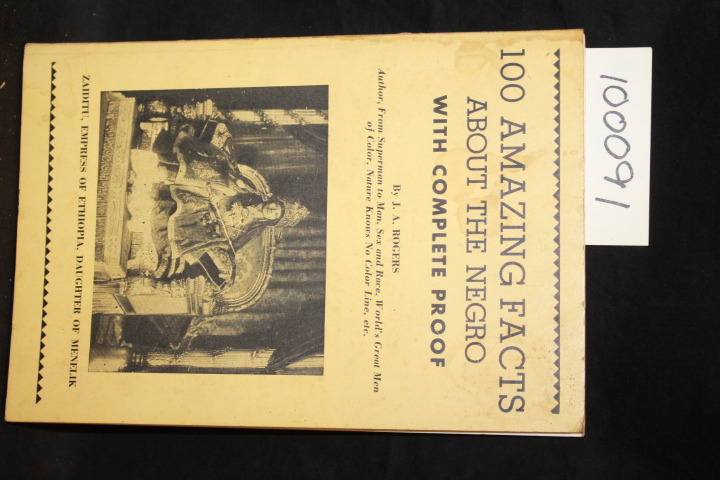 100 AMAZING FACTS
ABOUT THE NEGRO
WITH COMPLETE PROOF
By J. A. ROGERS
Author, From Superman to Man, Sex and Race, World's Great Men
of Color, Nature Knows No Color Line, etc.
ZAIDITU, EMPRESS OF ETHIOPIA, DAUGHTER OF MENELIK
100091